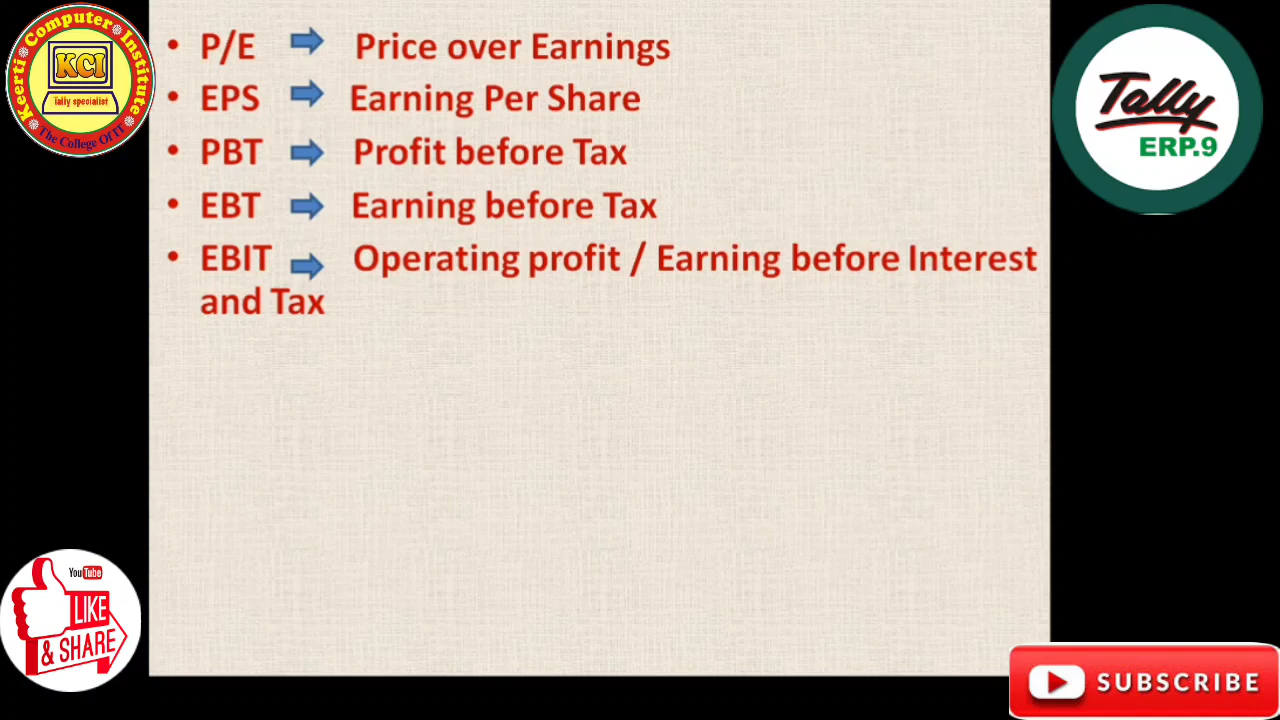 Keerti Computer Institute
KCI
Tally specialist
The College Of IT
• P/E Price over Earnings
• EPS Earning Per Share
• PBT Profit before Tax
• EBT Earning before Tax
• EBIT Operating profit / Earning before Interest
and Tax
Tally
ERP.9
YouTube
LIKE
& SHARE
SUBSCRIBE